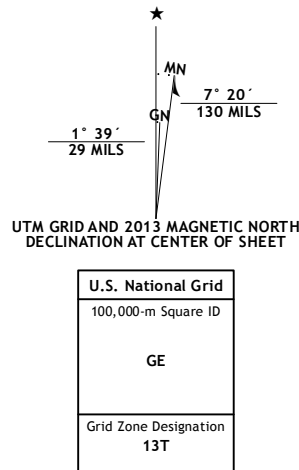 ★
MN
GN
7° 20´
130 MILS
1° 39´
29 MILS
UTM GRID AND 2013 MAGNETIC NORTH
DECLINATION AT CENTER OF SHEET
U.S. National Grid
100,000-m Square ID
GE
Grid Zone Designation
13T